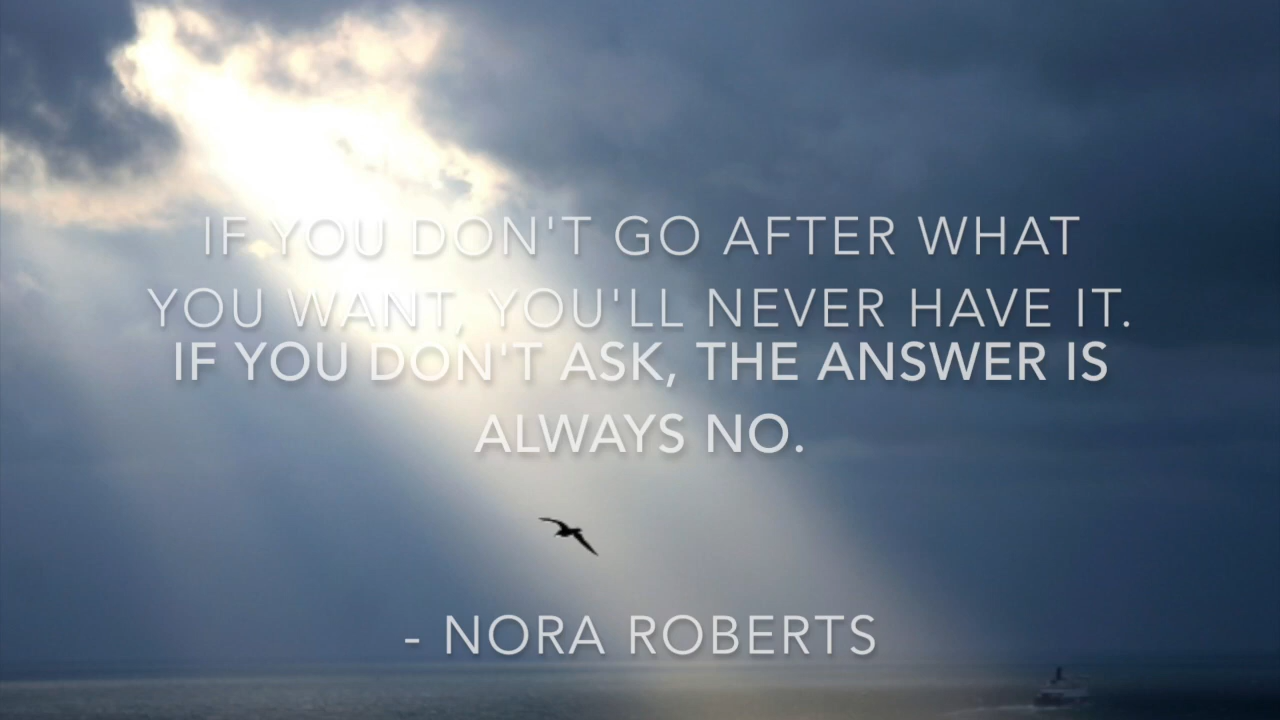 IF YOU DON'T GO AFTER WHAT
YOU WANT, YOU'LL NEVER HAVE IT.
IF YOU DON'T ASK, THE ANSWER IS
ALWAYS NO.
- NORA ROBERTS